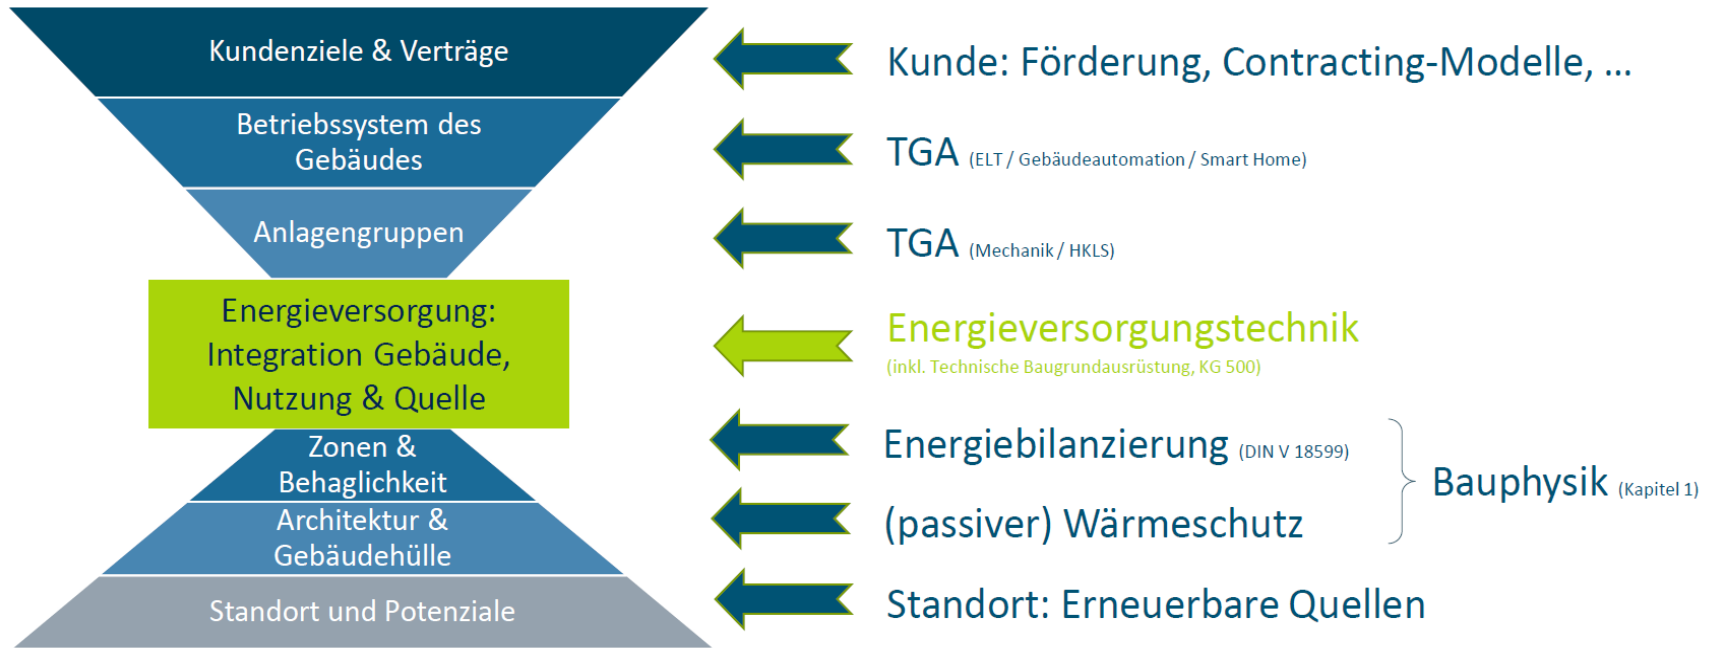 Kundenziele & Verträge
Kunde: Förderung, Contracting-Modelle, ...
Betriebssystem des
Gebäudes
TGA (ELT / Gebäudeautomation / Smart Home)
Anlagengruppen
TGA (Mechanik / HKLS)
Energieversorgung:
Integration Gebäude,
Nutzung & Quelle
Energieversorgungstechnik
(inkl. Technische Baugrundausrüstung, KG 500)
Zonen &
Behaglichkeit
Energiebilanzierung (DIN V 18599)
Architektur &
Gebäudehülle
(passiver) Wärmeschutz
Bauphysik (Kapitel 1)
Standort und Potenziale
Standort: Erneuerbare Quellen